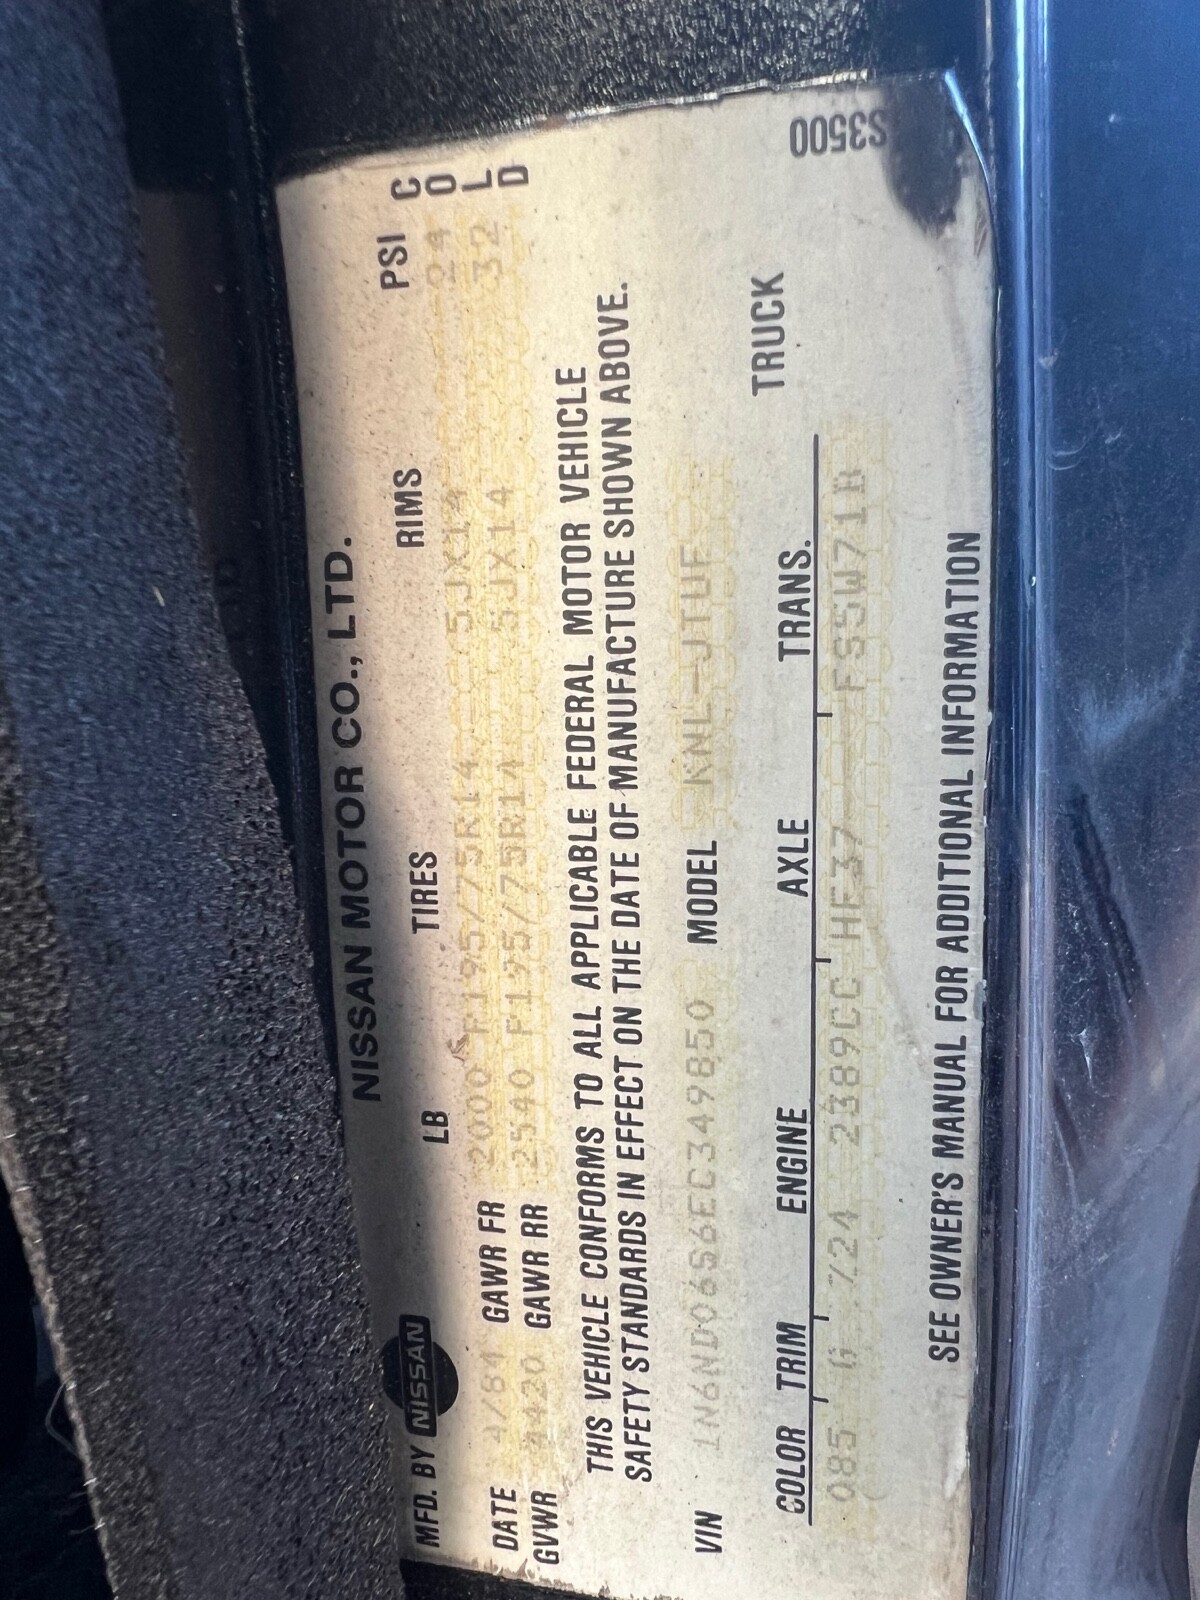 NISSAN MOTOR CO., LTD.
MFD. BY NISSAN LB TIRES RIMS PSI COLD
DATE 4/84 GAWR FR 2000 P195/75R14 5JX14 24
GVWR 4420 GAWR RR 2540 P195/75R14 5JX14 32
THIS VEHICLE CONFORMS TO ALL APPLICABLE FEDERAL MOTOR VEHICLE
SAFETY STANDARDS IN EFFECT ON THE DATE OF MANUFACTURE SHOWN ABOVE.
VIN 1N6ND06S6EC349850 MODEL KNL-JTUF
COLOR TRIM ENGINE AXLE TRANS. TRUCK
085 G Z24 2389CC HE37 FS5W71B
S3500
SEE OWNER'S MANUAL FOR ADDITIONAL INFORMATION